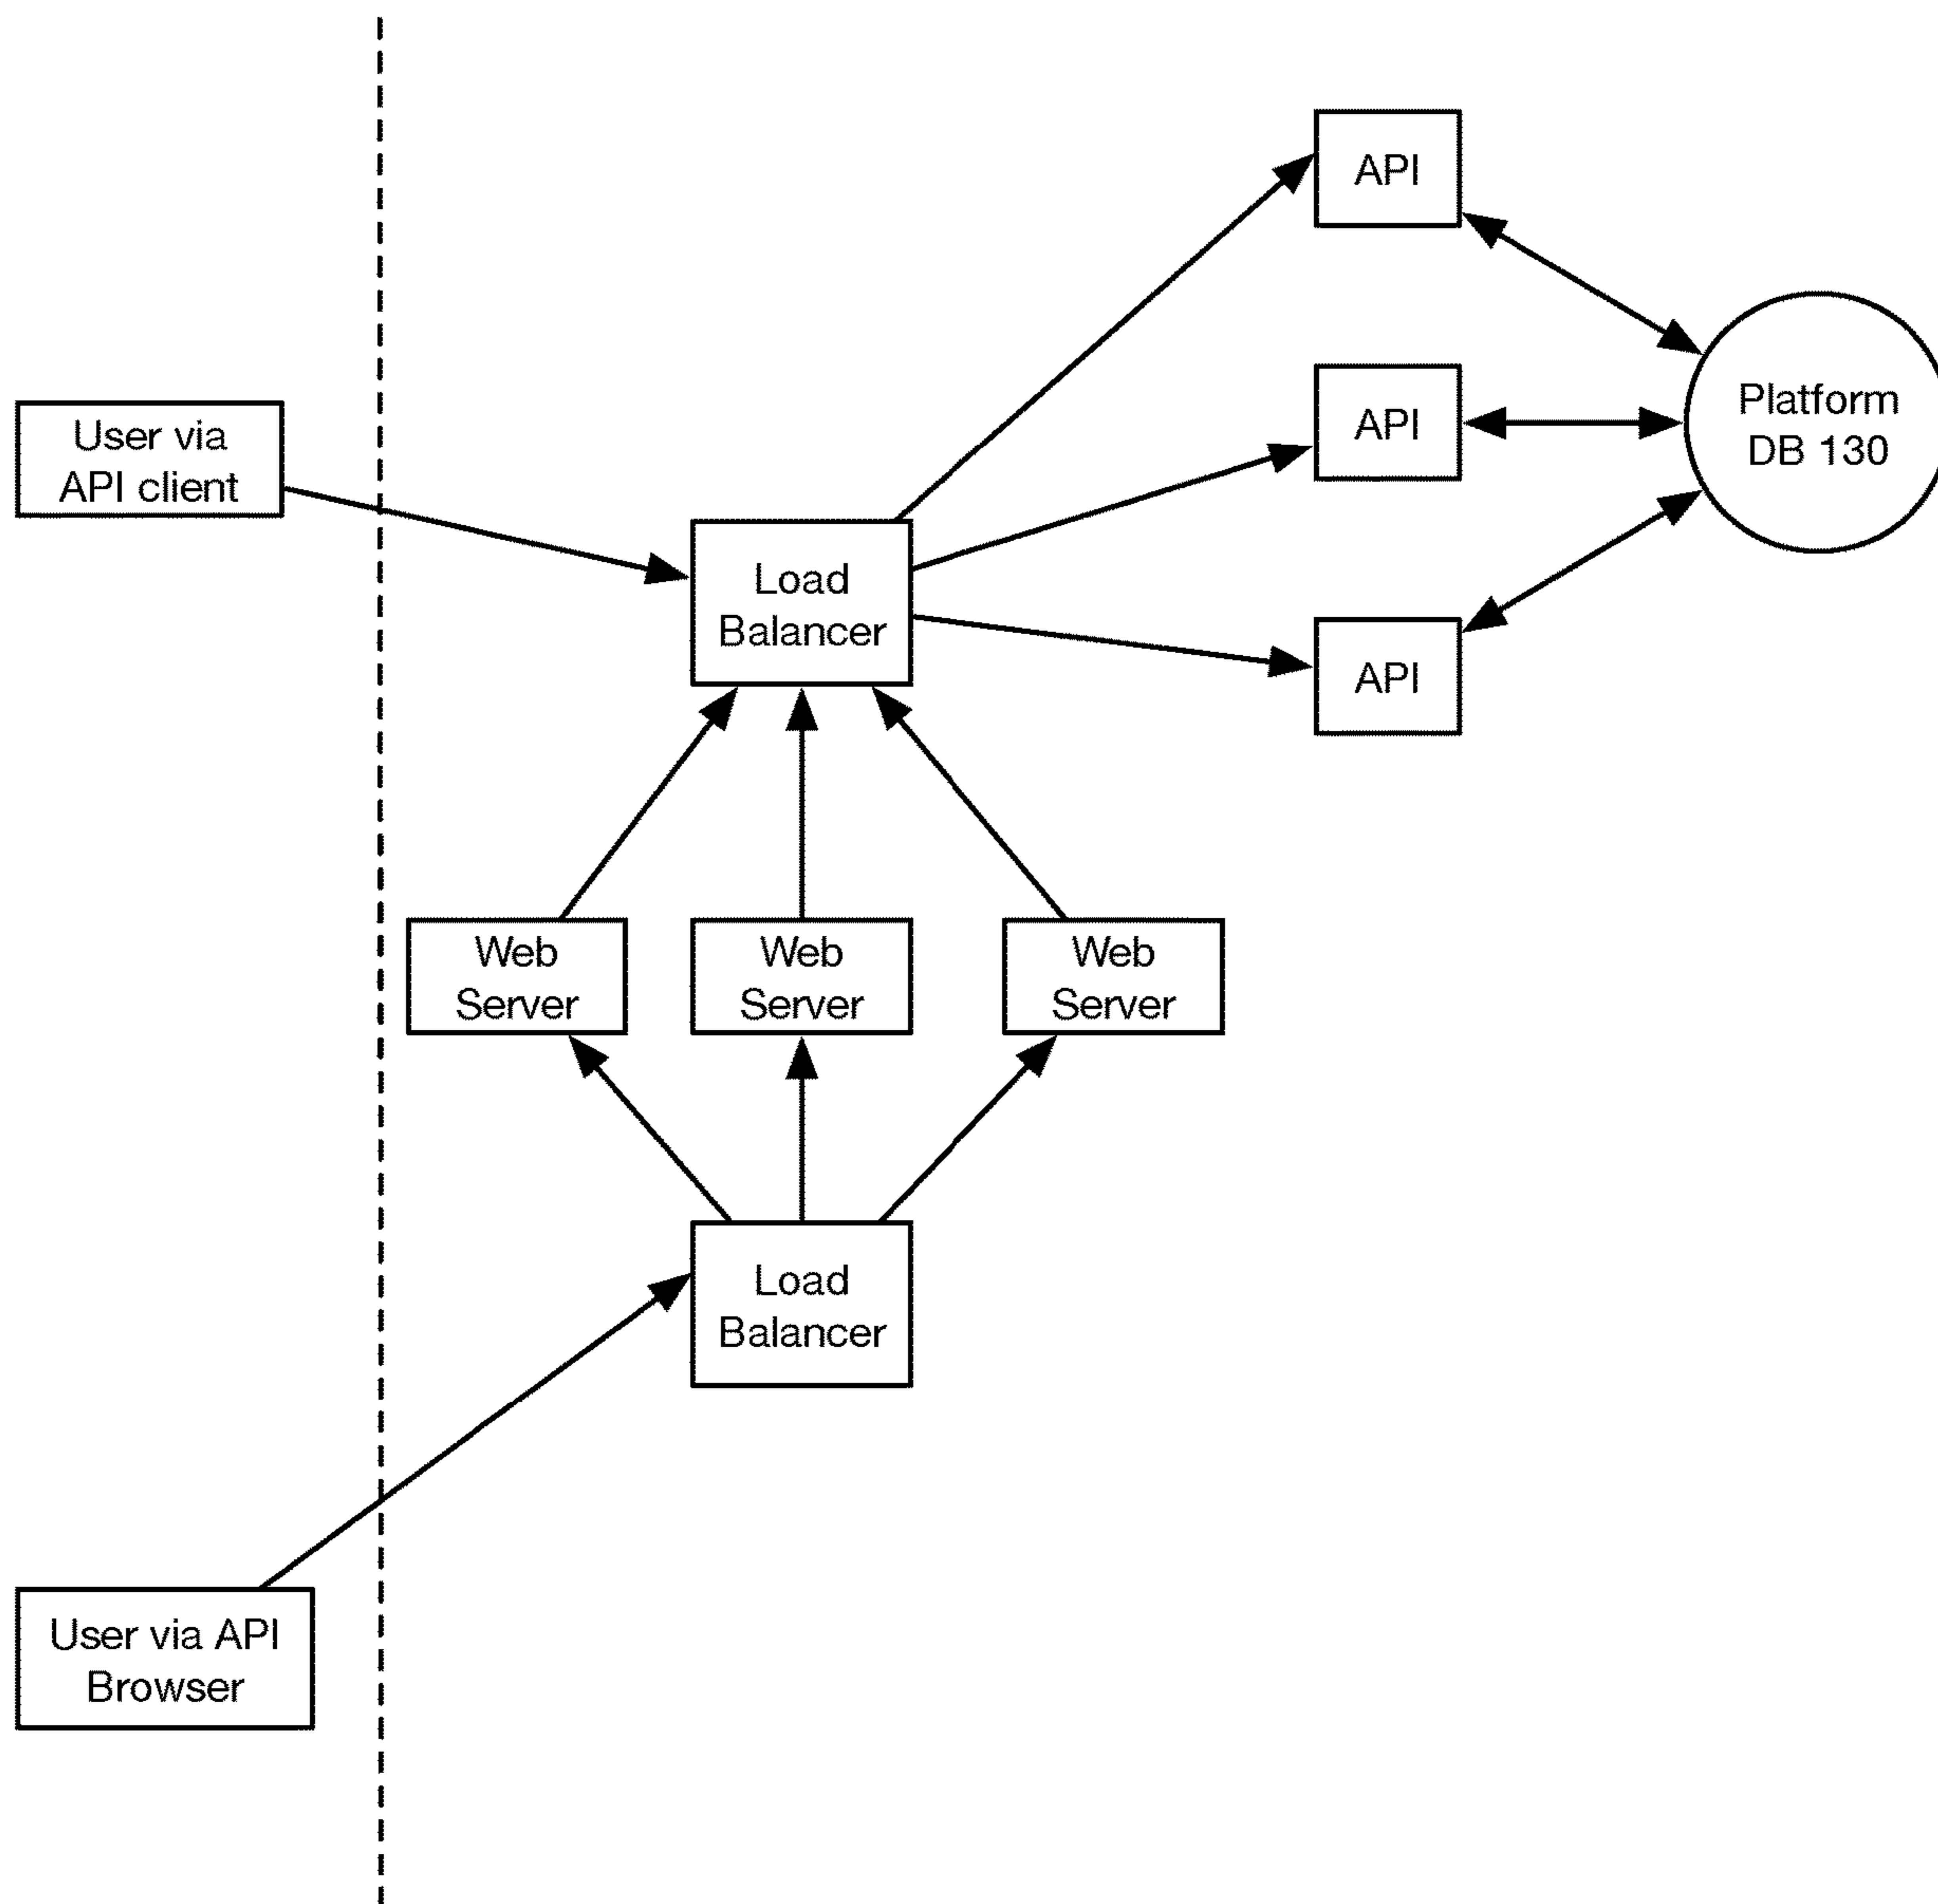 API
User via
API client
API
Platform
DB 130
Load
Balancer
API
Web
Server
Web
Server
Web
Server
Load
Balancer
User via API
Browser